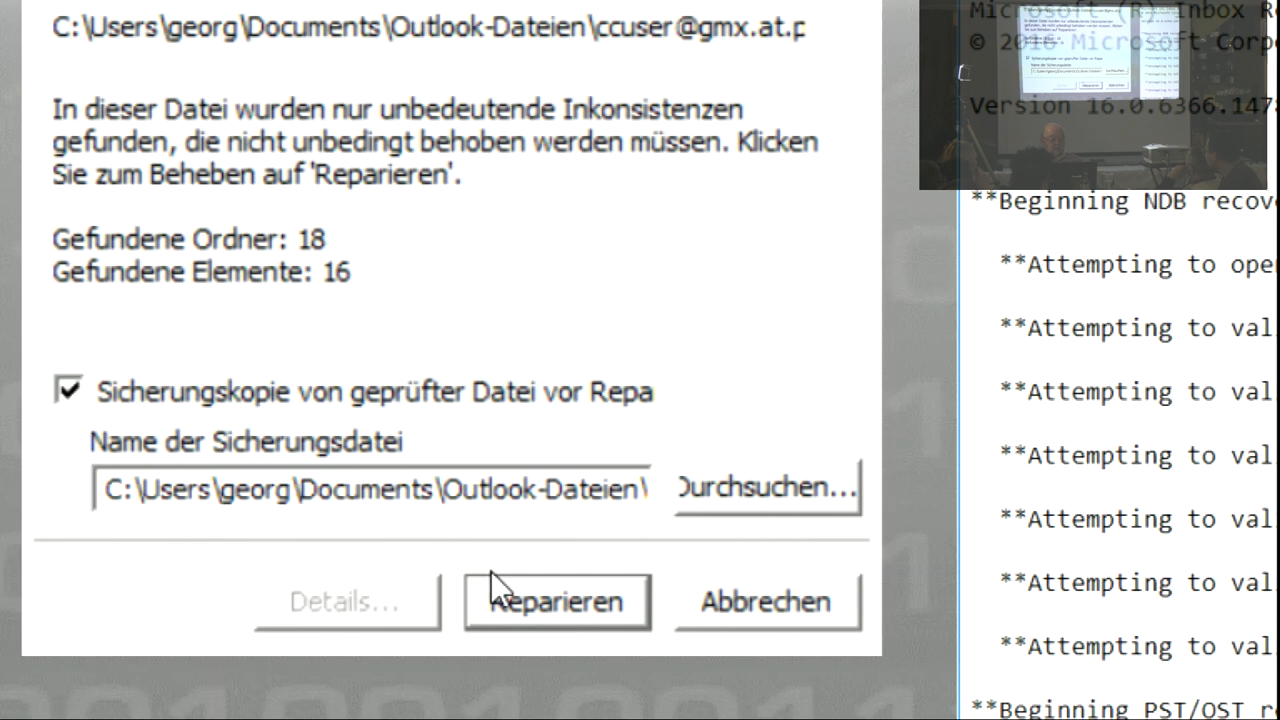 C:\Users\georg\Documents\Outlook-Dateien\ccuser@gmx.at.p
In dieser Datei wurden nur unbedeutende Inkonsistenzen
gefunden, die nicht unbedingt behoben werden müssen. Klicken
Sie zum Beheben auf 'Reparieren'.
Gefundene Ordner: 18
Gefundene Elemente: 16
Sicherungskopie von geprüfter Datei vor Repa
Name der Sicherungsdatei
C:\Users\georg\Documents\Outlook-Dateien\
Durchsuchen...
Details...
Reparieren
Abbrechen
Microsoft (R) Inbox Re
© 2016 Microsoft Corpo
Version 16.0.6366.147
**Beginning NDB recov
**Attempting to ope
**Attempting to val
**Attempting to val
**Attempting to val
**Attempting to val
**Attempting to val
**Attempting to val
**Beginning PST/OST r